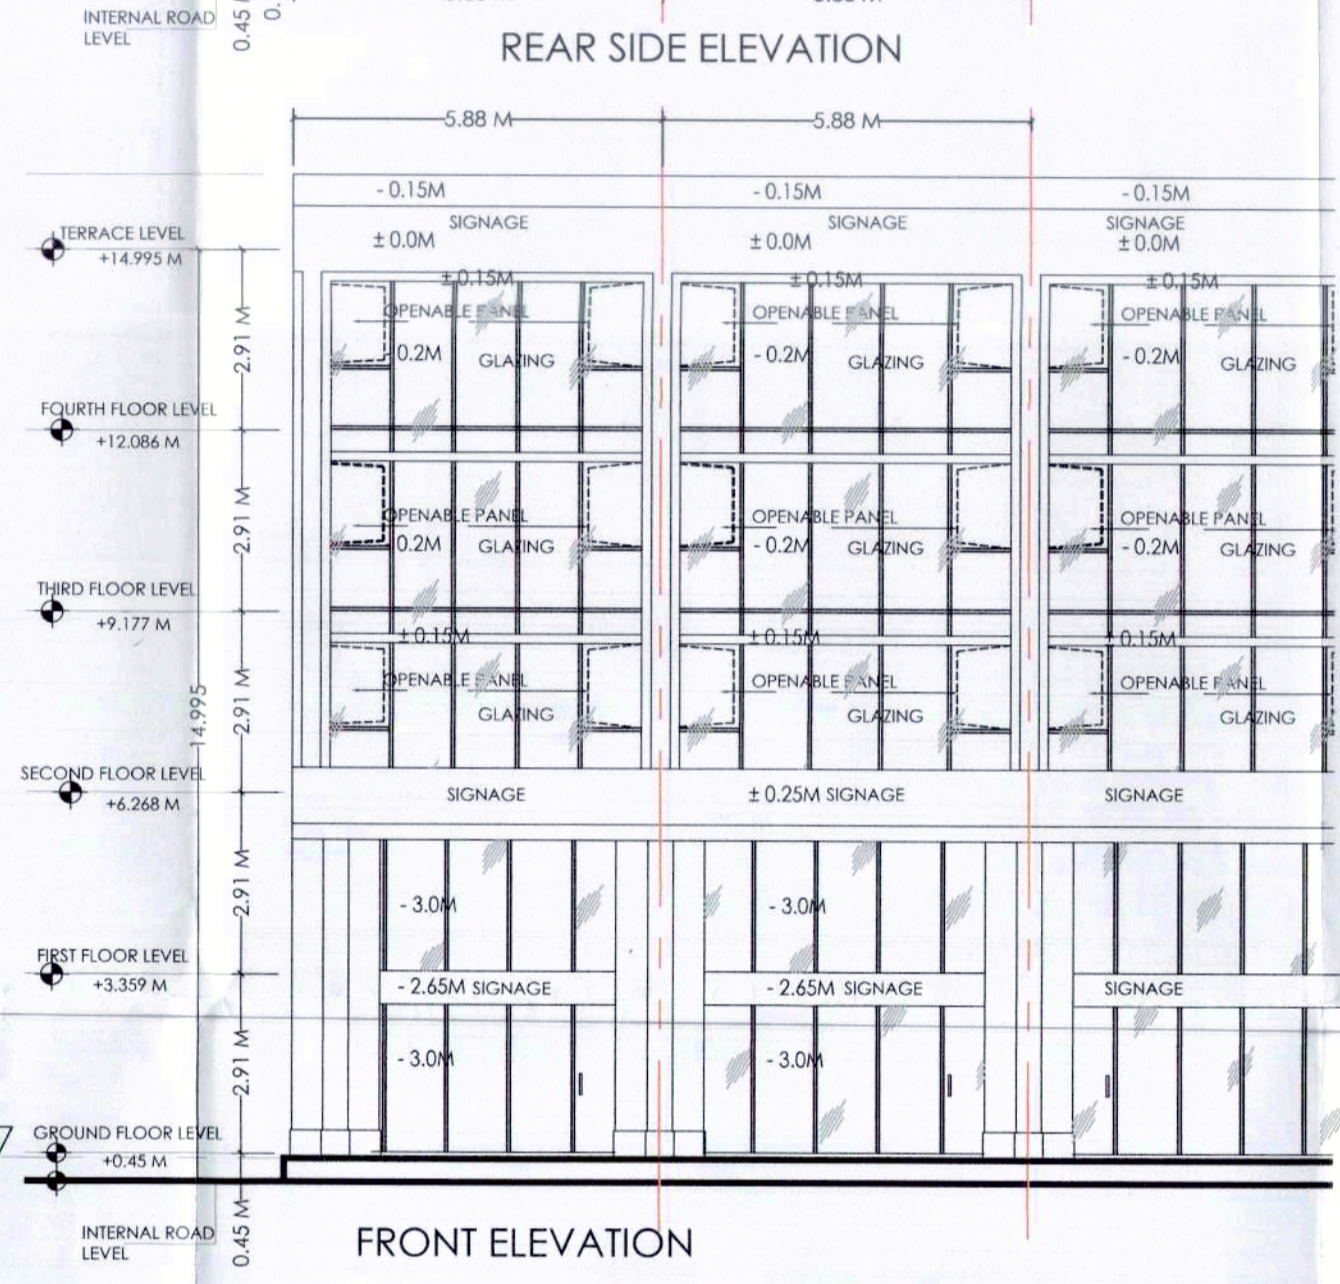 INTERNAL ROAD
LEVEL
0.45
0.
REAR SIDE ELEVATION
5.88 M
5.88 M
- 0.15M
- 0.15M
- 0.15M
SIGNAGE
SIGNAGE
SIGNAGE
TERRACE LEVEL
+14.995 M
± 0.0M
± 0.0M
± 0.0M
± 0.15M
± 0.15M
± 0.15M
OPENABLE PANEL
OPENABLE PANEL
OPENABLE PANEL
2.91 M
0.2M
GLAZING
- 0.2M
GLAZING
- 0.2M
GLAZING
FOURTH FLOOR LEVEL
+12.086 M
2.91 M
OPENABLE PANEL
OPENABLE PANEL
OPENABLE PANEL
0.2M
GLAZING
- 0.2M
GLAZING
- 0.2M
GLAZING
THIRD FLOOR LEVEL
+9.177 M
± 0.15M
± 0.15M
± 0.15M
14.995
2.91 M
OPENABLE PANEL
OPENABLE PANEL
OPENABLE PANEL
GLAZING
GLAZING
GLAZING
SECOND FLOOR LEVEL
+6.268 M
SIGNAGE
± 0.25M SIGNAGE
SIGNAGE
2.91 M
- 3.0M
- 3.0M
FIRST FLOOR LEVEL
+3.359 M
- 2.65M SIGNAGE
- 2.65M SIGNAGE
SIGNAGE
2.91 M
- 3.0M
- 3.0M
GROUND FLOOR LEVEL
+0.45 M
INTERNAL ROAD
LEVEL
0.45 M
FRONT ELEVATION